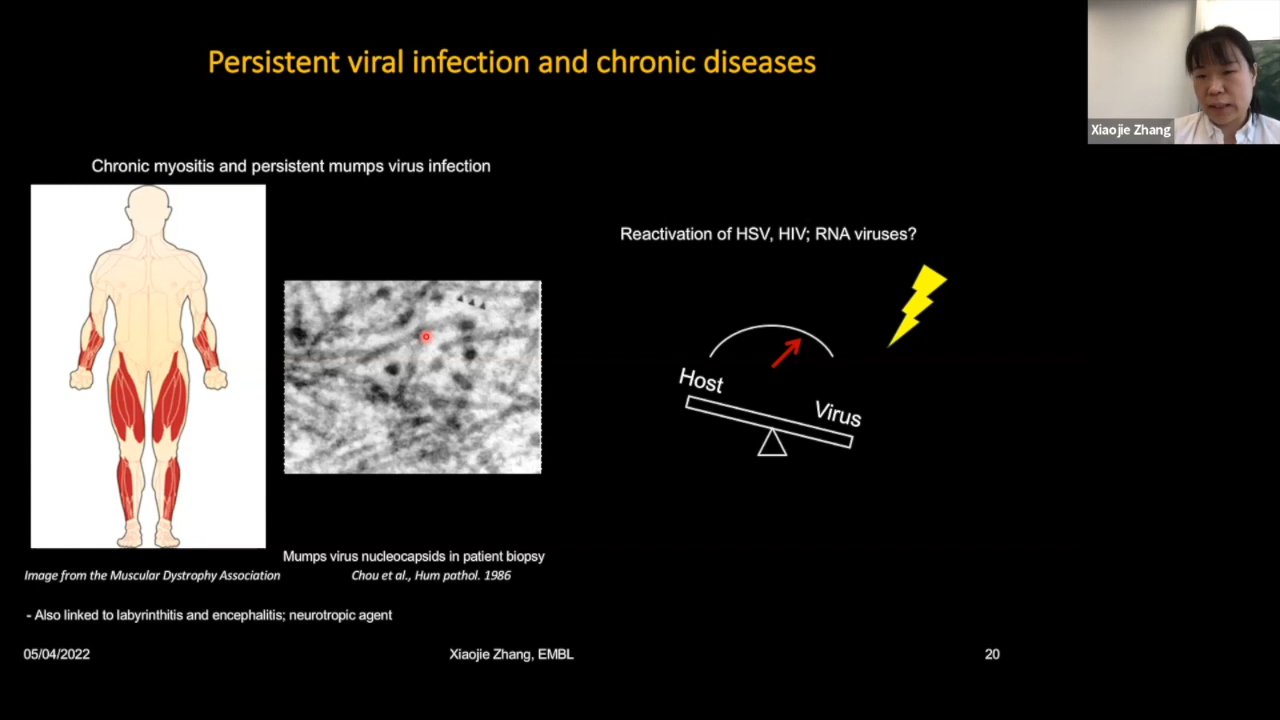 Persistent viral infection and chronic diseases
Xiaojie Zhang
Chronic myositis and persistent mumps virus infection
Reactivation of HSV, HIV; RNA viruses?
Host
Virus
Mumps virus nucleocapsids in patient biopsy
Image from the Muscular Dystrophy Association
Chou et al., Hum pathol. 1986
- Also linked to labyrinthitis and encephalitis; neurotropic agent
05/04/2022
Xiaojie Zhang, EMBL
20